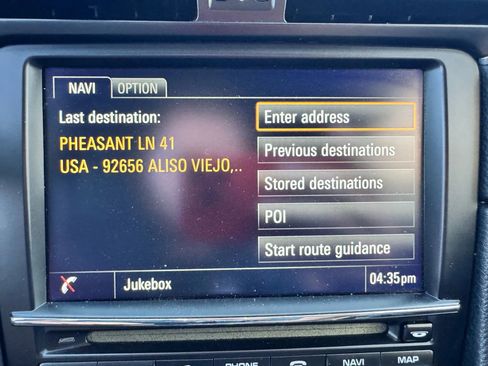 NAVI OPTION
Last destination:
PHEASANT LN 41
USA - 92656 ALISO VIEJO,..
Enter address
Previous destinations
Stored destinations
POI
Start route guidance
Jukebox
04:35pm
PHONE NAVI MAP